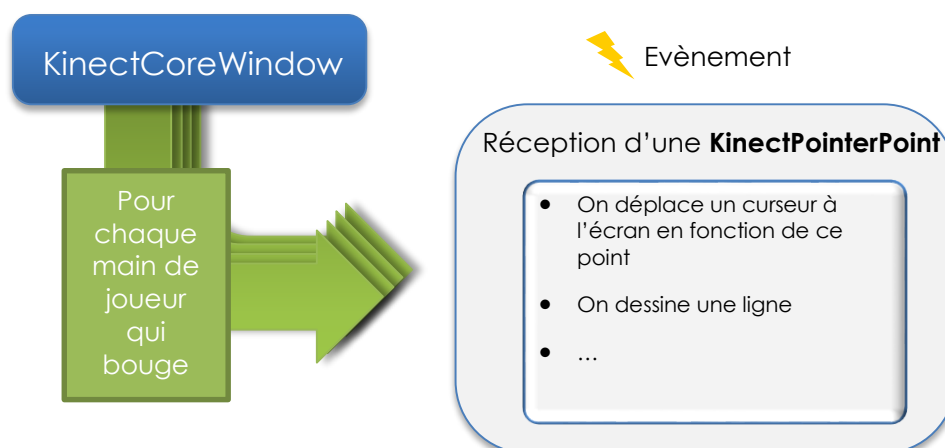 KinectCoreWindow
Pour
chaque
main de
joueur
qui
bouge
Evènement
Réception d'une KinectPointerPoint
● On déplace un curseur à
l'écran en fonction de ce
point
● On dessine une ligne
● …